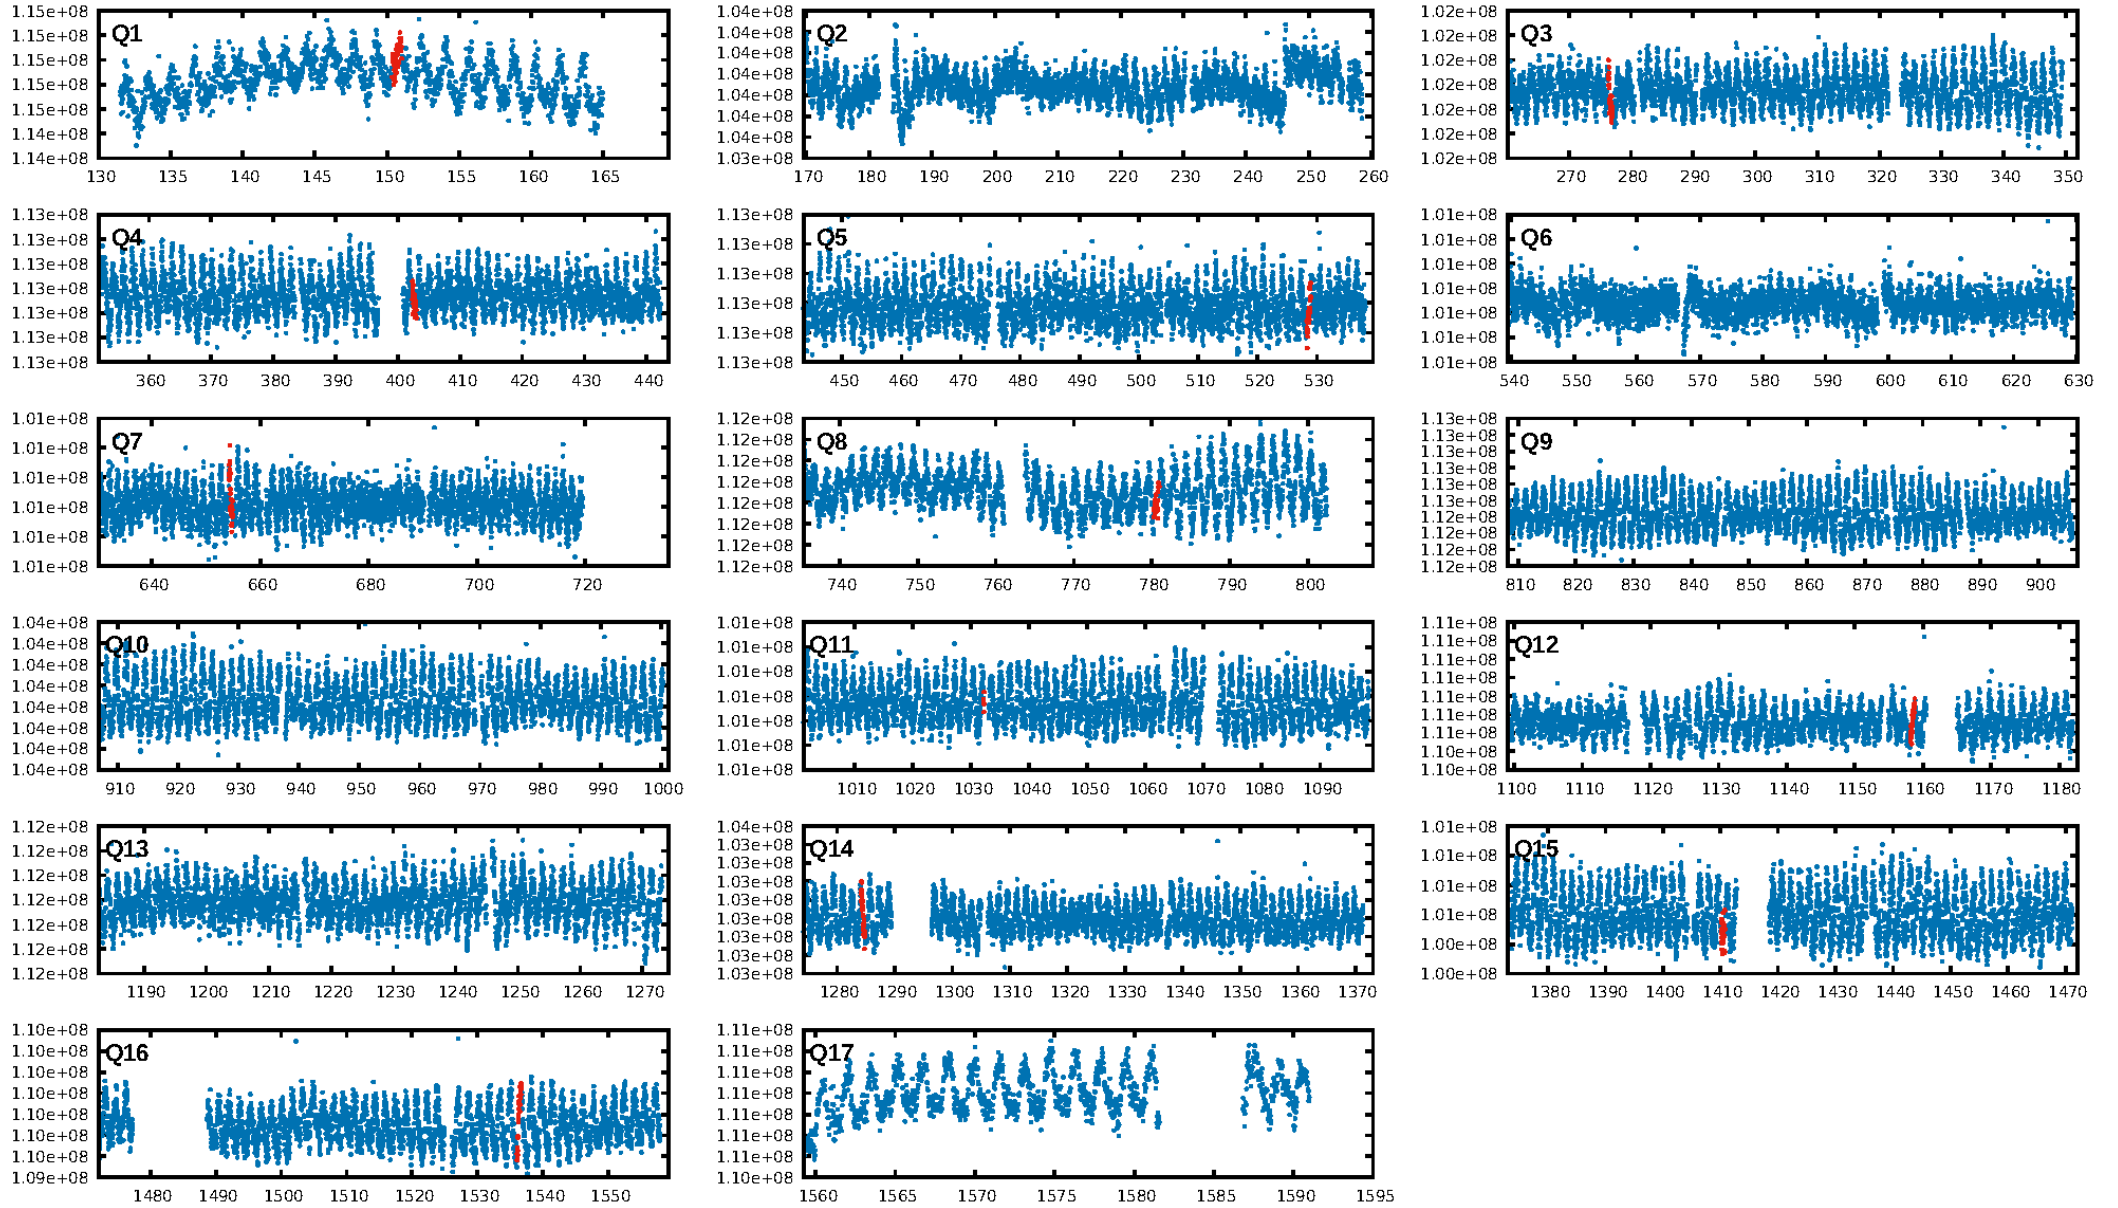 1.15e+08 1.15e+08 1.15e+08 1.15e+08 1.15e+08 1.14e+08 1.14e+08
Q1
130 135 140 145 150 155 160 165
1.04e+08 1.04e+08 1.04e+08 1.04e+08 1.04e+08 1.04e+08 1.04e+08 1.03e+08
Q2
170 180 190 200 210 220 230 240 250 260
1.02e+08 1.02e+08 1.02e+08 1.02e+08 1.02e+08 1.02e+08 1.02e+08
Q3
270 280 290 300 310 320 330 340 350
1.13e+08 1.13e+08 1.13e+08 1.13e+08 1.13e+08 1.13e+08 1.13e+08
Q4
360 370 380 390 400 410 420 430 440
1.13e+08 1.13e+08 1.13e+08 1.13e+08 1.13e+08 1.13e+08
Q5
450 460 470 480 490 500 510 520 530
1.01e+08 1.01e+08 1.01e+08 1.01e+08 1.01e+08 1.01e+08 1.01e+08
Q6
540 550 560 570 580 590 600 610 620 630
1.01e+08 1.01e+08 1.01e+08 1.01e+08 1.01e+08 1.01e+08
Q7
640 660 680 700 720
1.12e+08 1.12e+08 1.12e+08 1.12e+08 1.12e+08 1.12e+08 1.12e+08 1.12e+08
Q8
740 750 760 770 780 790 800
1.13e+08 1.13e+08 1.13e+08 1.13e+08 1.13e+08 1.13e+08 1.12e+08 1.12e+08 1.12e+08 1.12e+08
Q9
810 820 830 840 850 860 870 880 890 900
1.04e+08 1.04e+08 1.04e+08 1.04e+08 1.04e+08 1.04e+08 1.04e+08 1.04e+08
Q10
910 920 930 940 950 960 970 980 990 1000
1.01e+08 1.01e+08 1.01e+08 1.01e+08 1.01e+08 1.01e+08 1.01e+08
Q11
1010 1020 1030 1040 1050 1060 1070 1080 1090
1.11e+08 1.11e+08 1.11e+08 1.11e+08 1.11e+08 1.11e+08 1.11e+08 1.10e+08 1.10e+08
Q12
1100 1110 1120 1130 1140 1150 1160 1170 1180
1.12e+08 1.12e+08 1.12e+08 1.12e+08 1.12e+08 1.12e+08 1.12e+08
Q13
1190 1200 1210 1220 1230 1240 1250 1260 1270
1.04e+08 1.03e+08 1.03e+08 1.03e+08 1.03e+08 1.03e+08 1.03e+08 1.03e+08 1.03e+08
Q14
1280 1290 1300 1310 1320 1330 1340 1350 1360 1370
1.01e+08 1.01e+08 1.01e+08 1.01e+08 1.00e+08 1.00e+08
Q15
1380 1390 1400 1410 1420 1430 1440 1450 1460 1470
1.10e+08 1.10e+08 1.10e+08 1.10e+08 1.10e+08 1.10e+08 1.10e+08 1.09e+08
Q16
1480 1490 1500 1510 1520 1530 1540 1550
1.11e+08 1.11e+08 1.11e+08 1.11e+08 1.11e+08 1.11e+08 1.11e+08 1.10e+08
Q17
1560 1565 1570 1575 1580 1585 1590 1595